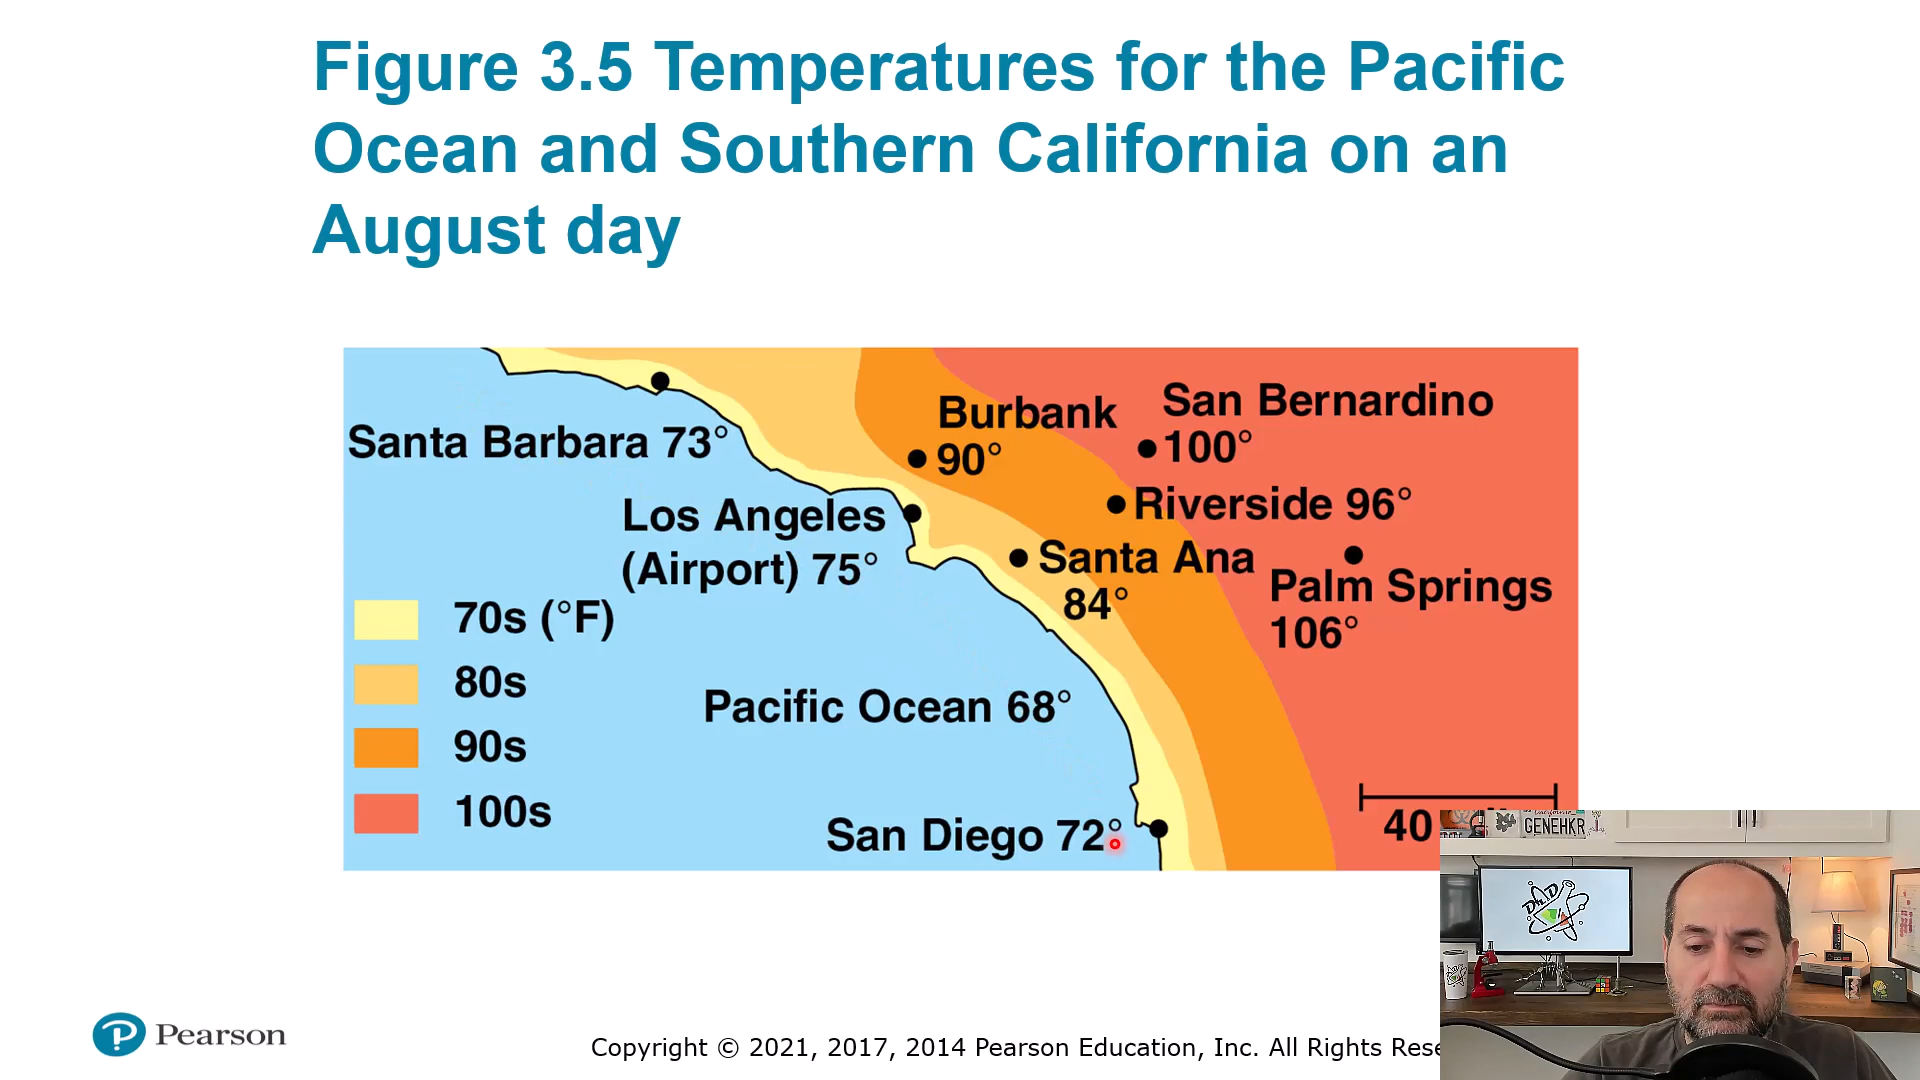 Figure 3.5 Temperatures for the Pacific
Ocean and Southern California on an
August day
Burbank
90°
San Bernardino
100°
Santa Barbara 73°
Riverside 96°
Los Angeles
(Airport) 75°
Santa Ana
84°
Palm Springs
106°
70s (°F)
80s
90s
100s
Pacific Ocean 68°
San Diego 72°
40
GENEHKR
Pearson
Copyright © 2021, 2017, 2014 Pearson Education, Inc. All Rights Rese